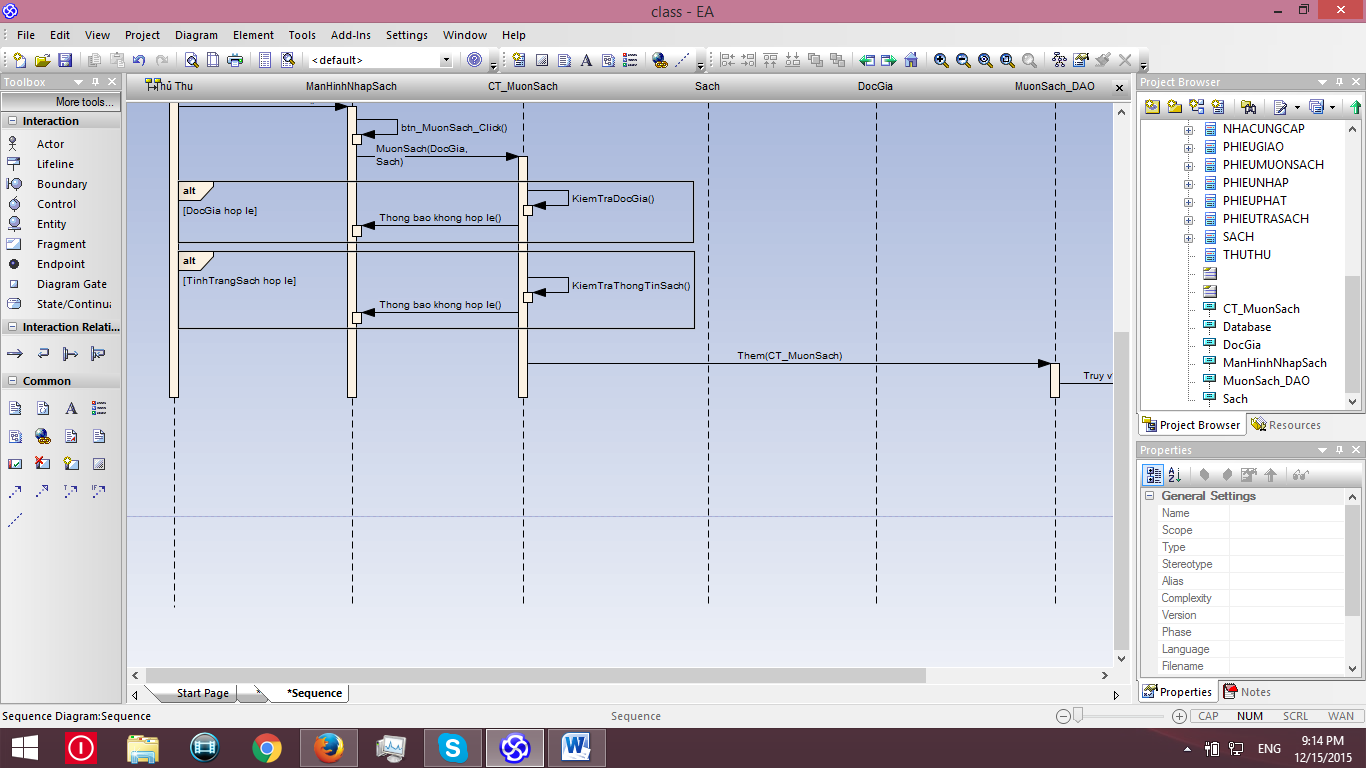 class - EA
File Edit View Project Diagram Element Tools Add-Ins Settings Window Help
<default>
Toolbox
More tools...
Interaction
Actor
Lifeline
Boundary
Control
Entity
Fragment
Endpoint
Diagram Gate
State/Continua
Interaction Relati...
Common
Thủ Thu ManHinhNhapSach CT_MuonSach Sach DocGia MuonSach_DAO
btn_MuonSach_Click()
MuonSach(DocGia,
Sach)
alt
[DocGia hop le]
KiemTraDocGia()
Thong bao khong hop le()
alt
[TinhTrangSach hop le]
KiemTraThongTinSach()
Thong bao khong hop le()
Them(CT_MuonSach)
Truy v
Start Page * *Sequence
Project Browser
NHACUNGCAP
PHIEUGIAO
PHIEUMUONSACH
PHIEUNHAP
PHIEUPHAT
PHIEUTRASACH
SACH
THUTHU
CT_MuonSach
Database
DocGia
ManHinhNhapSach
MuonSach_DAO
Sach
Project Browser Resources
Properties
General Settings
Name
Scope
Type
Stereotype
Alias
Complexity
Version
Phase
Language
Filename
Properties Notes
Sequence Diagram:Sequence Sequence CAP NUM SCRL WAN
ENG
9:14 PM
12/15/2015